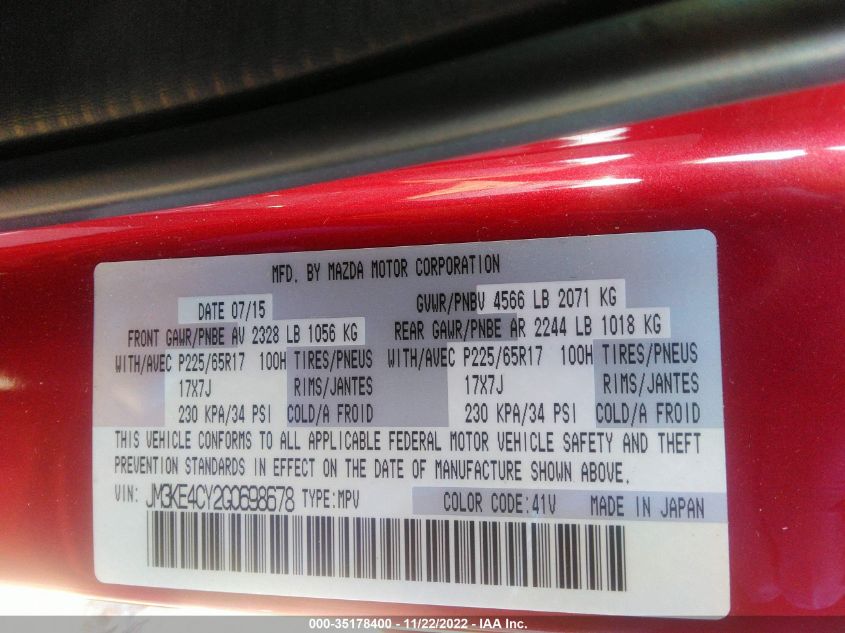 MFD. BY MAZDA MOTOR CORPORATION
DATE 07/15 GVWR/PNBV 4566 LB 2071 KG
FRONT GAWR/PNBE AV 2328 LB 1056 KG REAR GAWR/PNBE AR 2244 LB 1018 KG
WITH/AVEC P225/65R17 100H TIRES/PNEUS WITH/AVEC P225/65R17 100H TIRES/PNEUS
17X7J RIMS/JANTES 17X7J RIMS/JANTES
230 KPA/34 PSI COLD/A FROID 230 KPA/34 PSI COLD/A FROID
THIS VEHICLE CONFORMS TO ALL APPLICABLE FEDERAL MOTOR VEHICLE SAFETY AND THEFT
PREVENTION STANDARDS IN EFFECT ON THE DATE OF MANUFACTURE SHOWN ABOVE.
VIN: JM3KE4CY2G0698678 TYPE:MPV COLOR CODE:41V MADE IN JAPAN
000-35178400 - 11/22/2022 - IAA Inc.